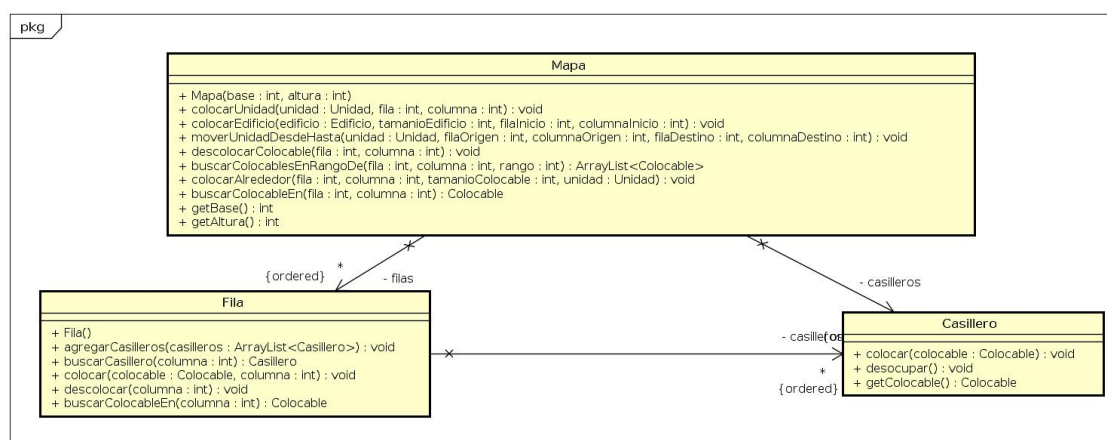 pkg
Mapa
+ Mapa(base : int, altura : int)
+ colocarUnidad(unidad : Unidad, fila : int, columna : int) : void
+ colocarEdificio(edificio : Edificio, tamanioEdificio : int, filaInicio : int, columnaInicio : int) : void
+ moverUnidadDesdeHasta(unidad : Unidad, filaOrigen : int, columnaOrigen : int, filaDestino : int, columnaDestino : int) : void
+ descolocarColocable(fila : int, columna : int) : void
+ buscarColocablesEnRangoDe(fila : int, columna : int, rango : int) : ArrayList<Colocable>
+ colocarAlrededor(fila : int, columna : int, tamanioColocable : int, unidad : Unidad) : void
+ buscarColocableEn(fila : int, columna : int) : Colocable
+ getBase() : int
+ getAltura() : int
*
{ordered}
- filas
- casilleros
Fila
+ Fila()
+ agregarCasilleros(casilleros : ArrayList<Casillero>) : void
+ buscarCasillero(columna : int) : Casillero
+ colocar(colocable : Colocable, columna : int) : void
+ descolocar(columna : int) : void
+ buscarColocableEn(columna : int) : Colocable
- casilleros
*
{ordered}
Casillero
+ colocar(colocable : Colocable) : void
+ desocupar() : void
+ getColocable() : Colocable